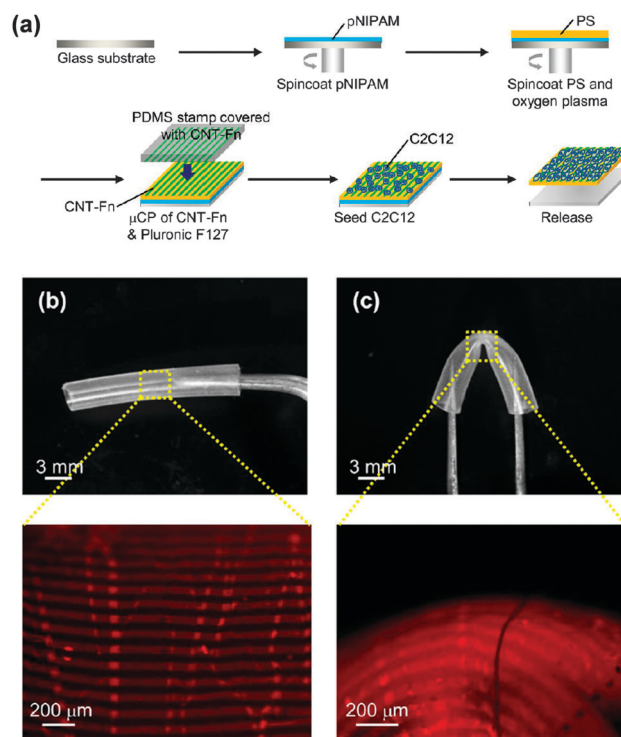 (a)
pNIPAM
PS
Glass substrate
Spincoat pNIPAM
Spincoat PS and
oxygen plasma
PDMS stamp covered
with CNT-Fn
C2C12
CNT-Fn
μCP of CNT-Fn
& Pluronic F127
Seed C2C12
Release
(b)
(c)
3 mm
3 mm
200 μm
200 μm